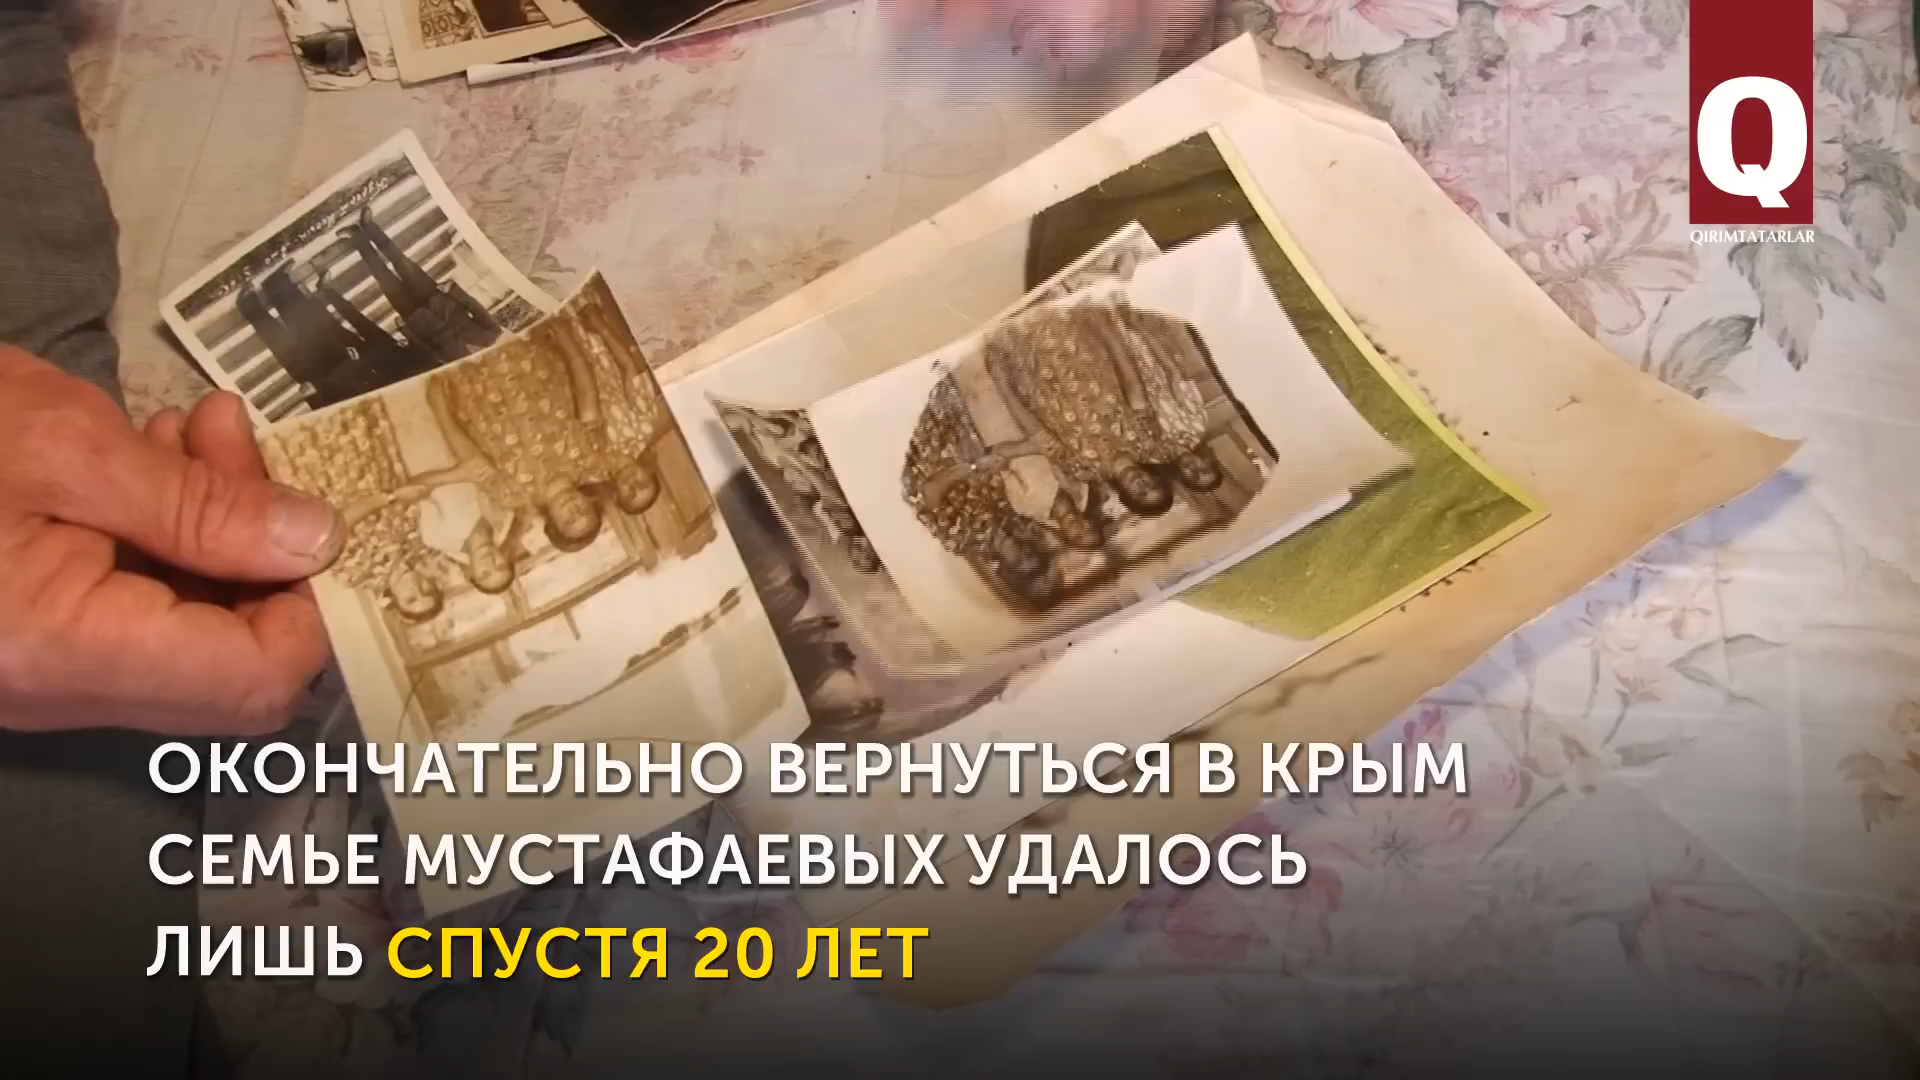 Q
QIRIMTATARLAR
ОКОНЧАТЕЛЬНО ВЕРНУТЬСЯ В КРЫМ
СЕМЬЕ МУСТАФАЕВЫХ УДАЛОСЬ
ЛИШЬ СПУСТЯ 20 ЛЕТ